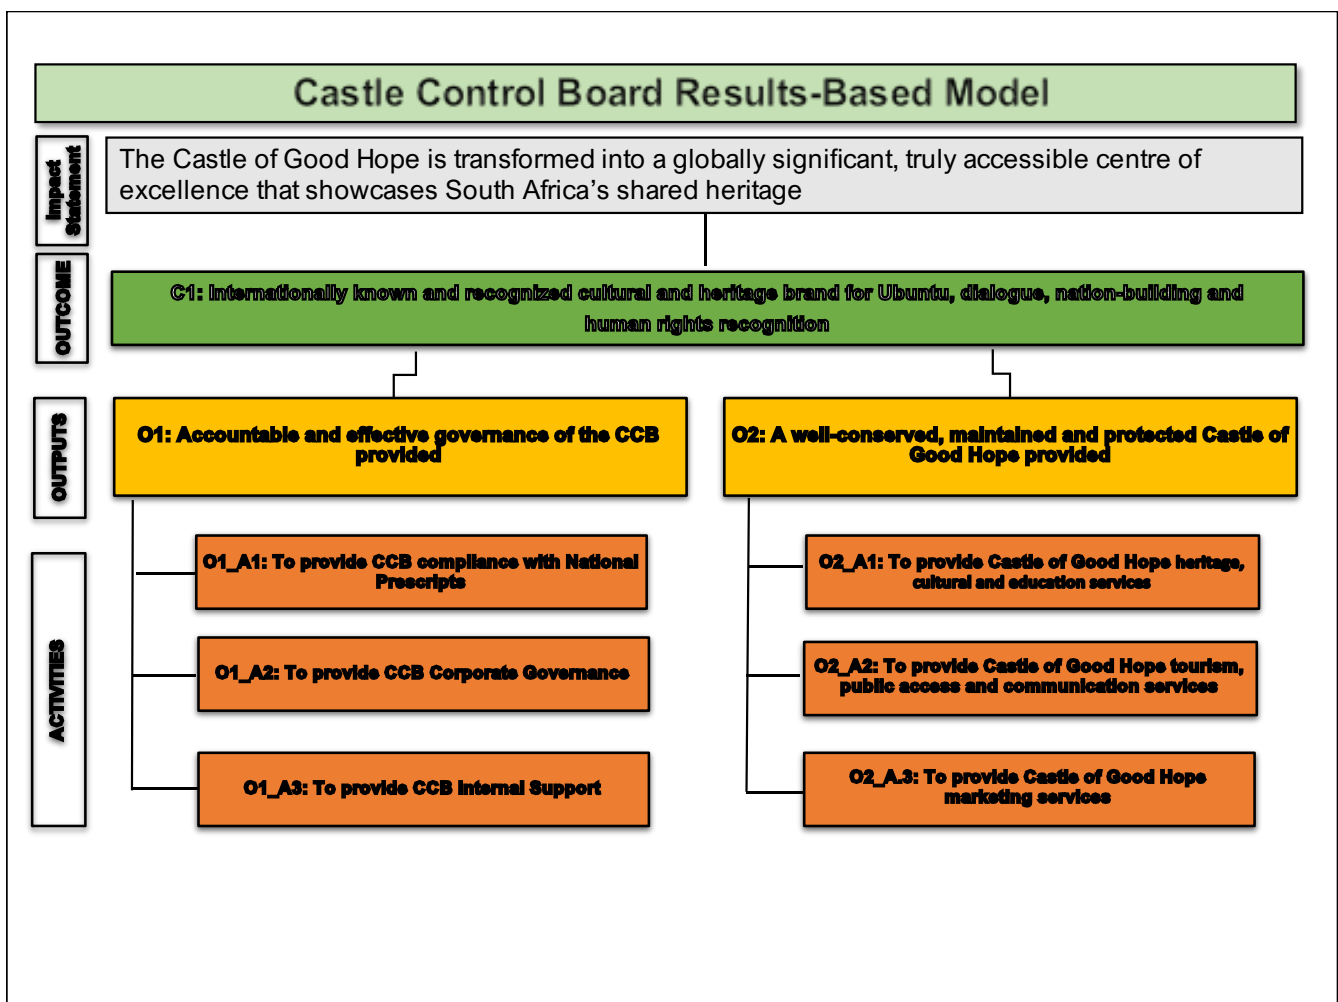 Castle Control Board Results-Based Model
Impact
Statement
The Castle of Good Hope is transformed into a globally significant, truly accessible centre of
excellence that showcases South Africa’s shared heritage
OUTCOME
C1: Internationally known and recognized cultural and heritage brand for Ubuntu, dialogue, nation-building and
human rights recognition
OUTPUTS
O1: Accountable and effective governance of the CCB
provided
O2: A well-conserved, maintained and protected Castle of
Good Hope provided
ACTIVITIES
O1_A1: To provide CCB compliance with National
Prescripts
O1_A2: To provide CCB Corporate Governance
O1_A3: To provide CCB Internal Support
O2_A1: To provide Castle of Good Hope heritage,
cultural and education services
O2_A2: To provide Castle of Good Hope tourism,
public access and communication services
O2_A.3: To provide Castle of Good Hope
marketing services